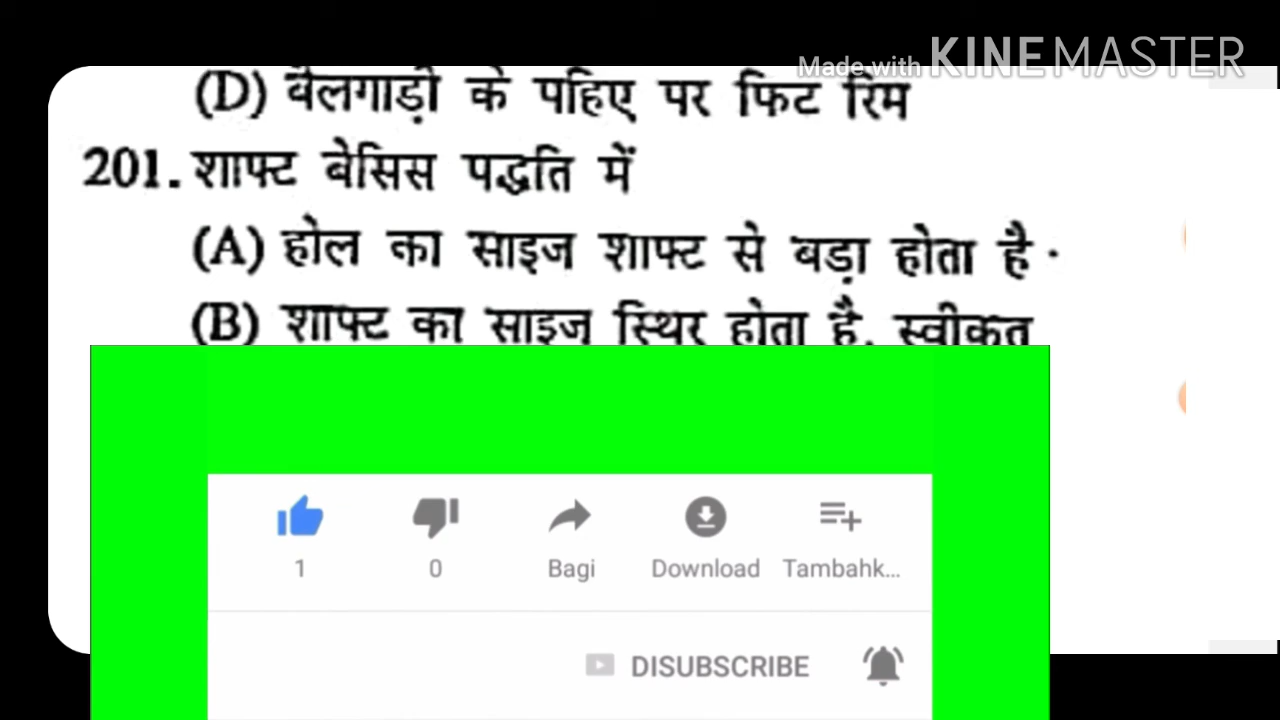 Made with KINEMASTER
(D) बैलगाड़ी के पहिए पर फिट रिम
201. शाफ्ट बेसिस पद्धति में
(A) होल का साइज शाफ्ट से बड़ा होता है
(B) शाफ्ट का साइज स्थिर होता है, स्वीकृत
1 0 Bagi Download Tambahk...
DISUBSCRIBE